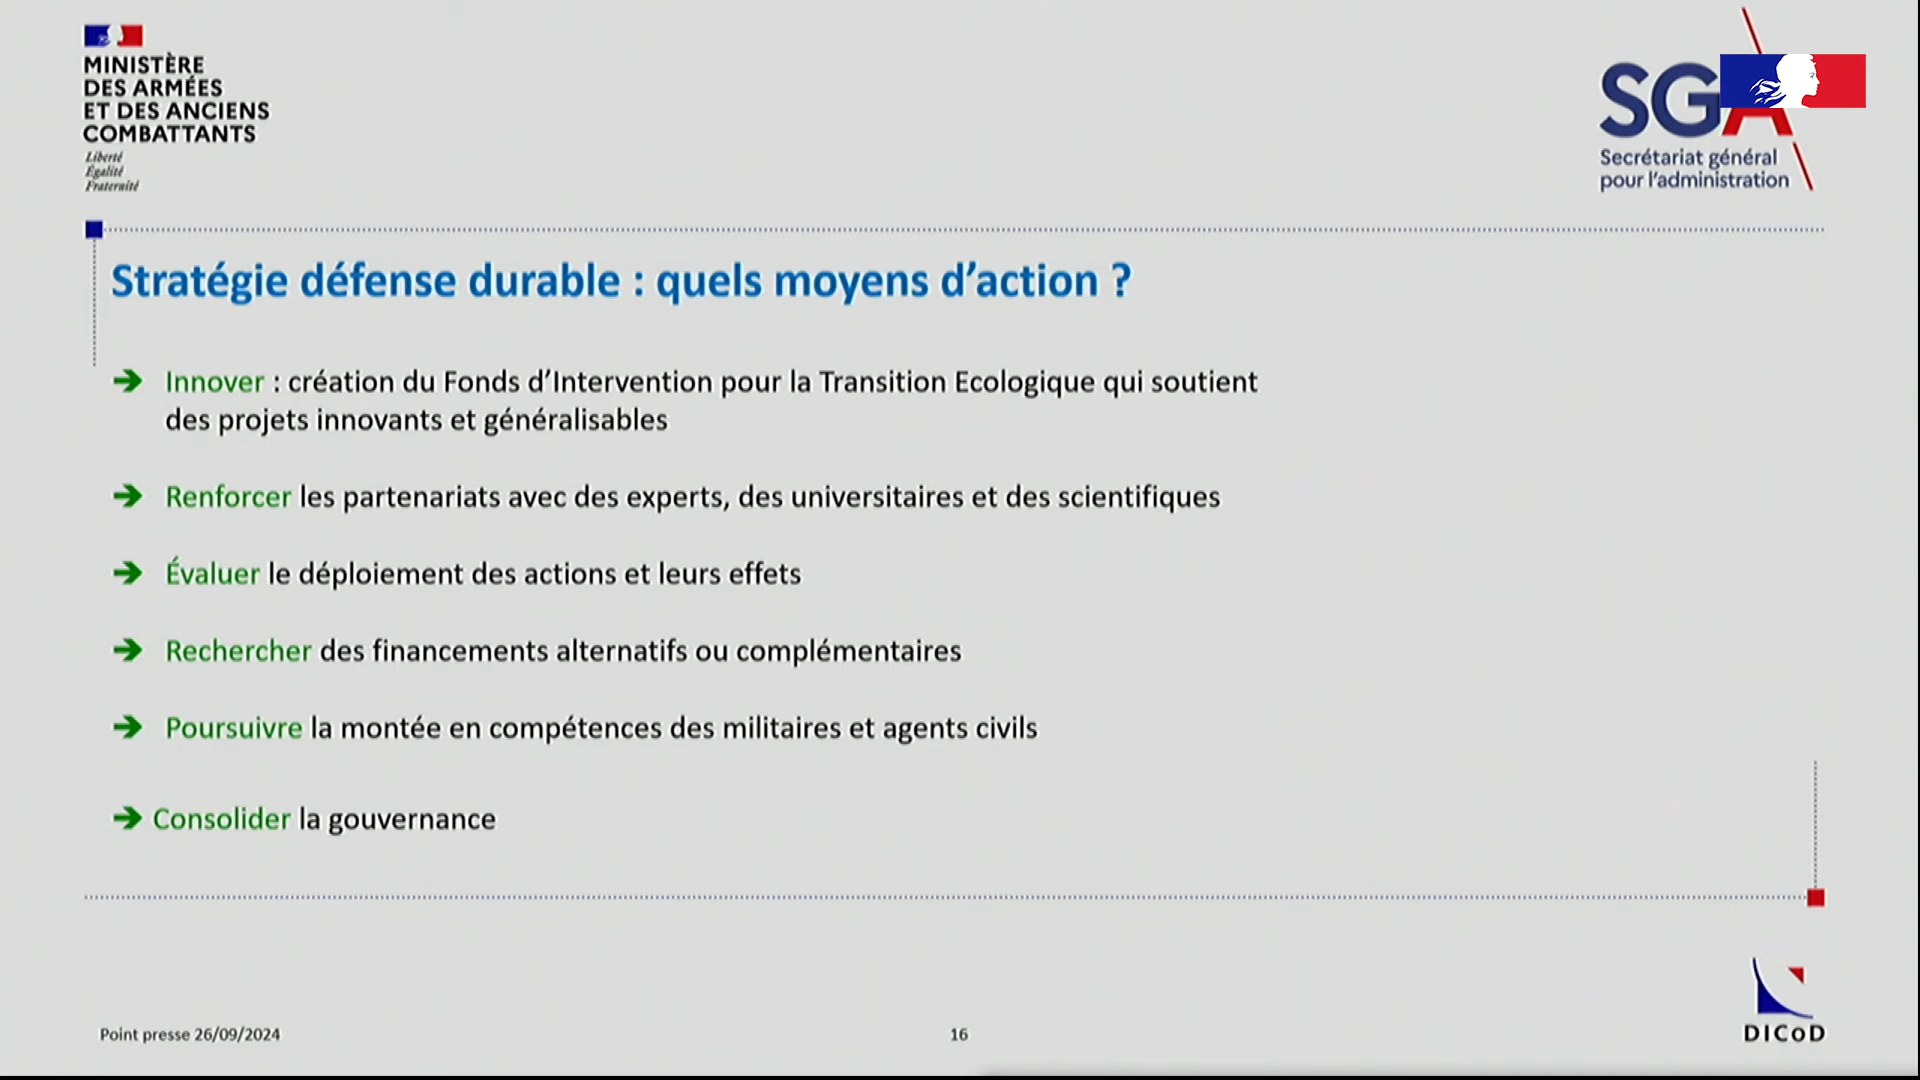 MINISTÈRE
DES ARMÉES
ET DES ANCIENS
COMBATTANTS
Liberté
Égalité
Fraternité
SGA
Secrétariat général
pour l'administration
Stratégie défense durable : quels moyens d’action ?
➔ Innover : création du Fonds d’Intervention pour la Transition Ecologique qui soutient
des projets innovants et généralisables
➔ Renforcer les partenariats avec des experts, des universitaires et des scientifiques
➔ Évaluer le déploiement des actions et leurs effets
➔ Rechercher des financements alternatifs ou complémentaires
➔ Poursuivre la montée en compétences des militaires et agents civils
➔ Consolider la gouvernance
Point presse 26/09/2024
16
DICoD